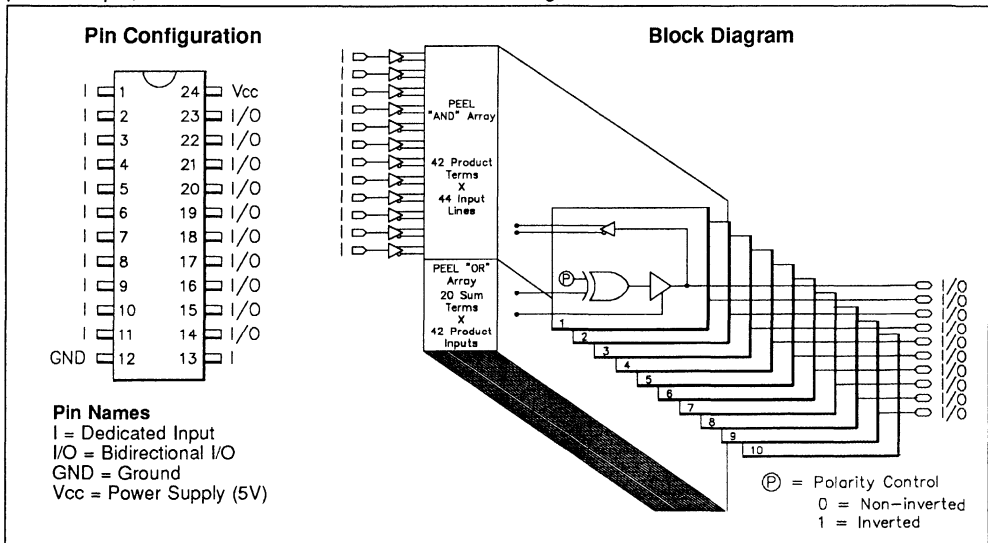 Pin Configuration
I 1 24 Vcc
I 2 23 I/O
I 3 22 I/O
I 4 21 I/O
I 5 20 I/O
I 6 19 I/O
I 7 18 I/O
I 8 17 I/O
I 9 16 I/O
I 10 15 I/O
I 11 14 I/O
GND 12 13 I
Pin Names
I = Dedicated Input
I/O = Bidirectional I/O
GND = Ground
Vcc = Power Supply (5V)
Block Diagram
I
I
I
I
I
I
I
I
I
I
I
I
PEEL
"AND" Array
42 Product
Terms
X
44 Input
Lines
PEEL "OR"
Array
20 Sum
Terms
X
42 Product
Inputs
P
1
2
3
4
5
6
7
8
9
10
I/O
I/O
I/O
I/O
I/O
I/O
I/O
I/O
I/O
I/O
P = Polarity Control
0 = Non-inverted
1 = Inverted